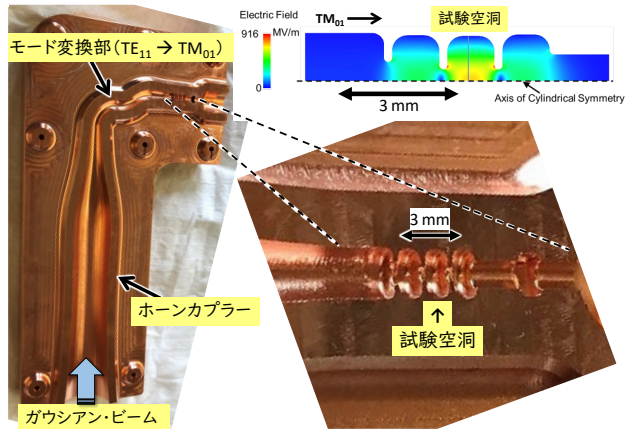 モード変換部(TE11 → TM01)
ホーンカプラー
ガウシアン・ビーム
Electric Field
916 MV/m
0
TM01
試験空洞
3 mm
Axis of Cylindrical Symmetry
3 mm
↑
試験空洞